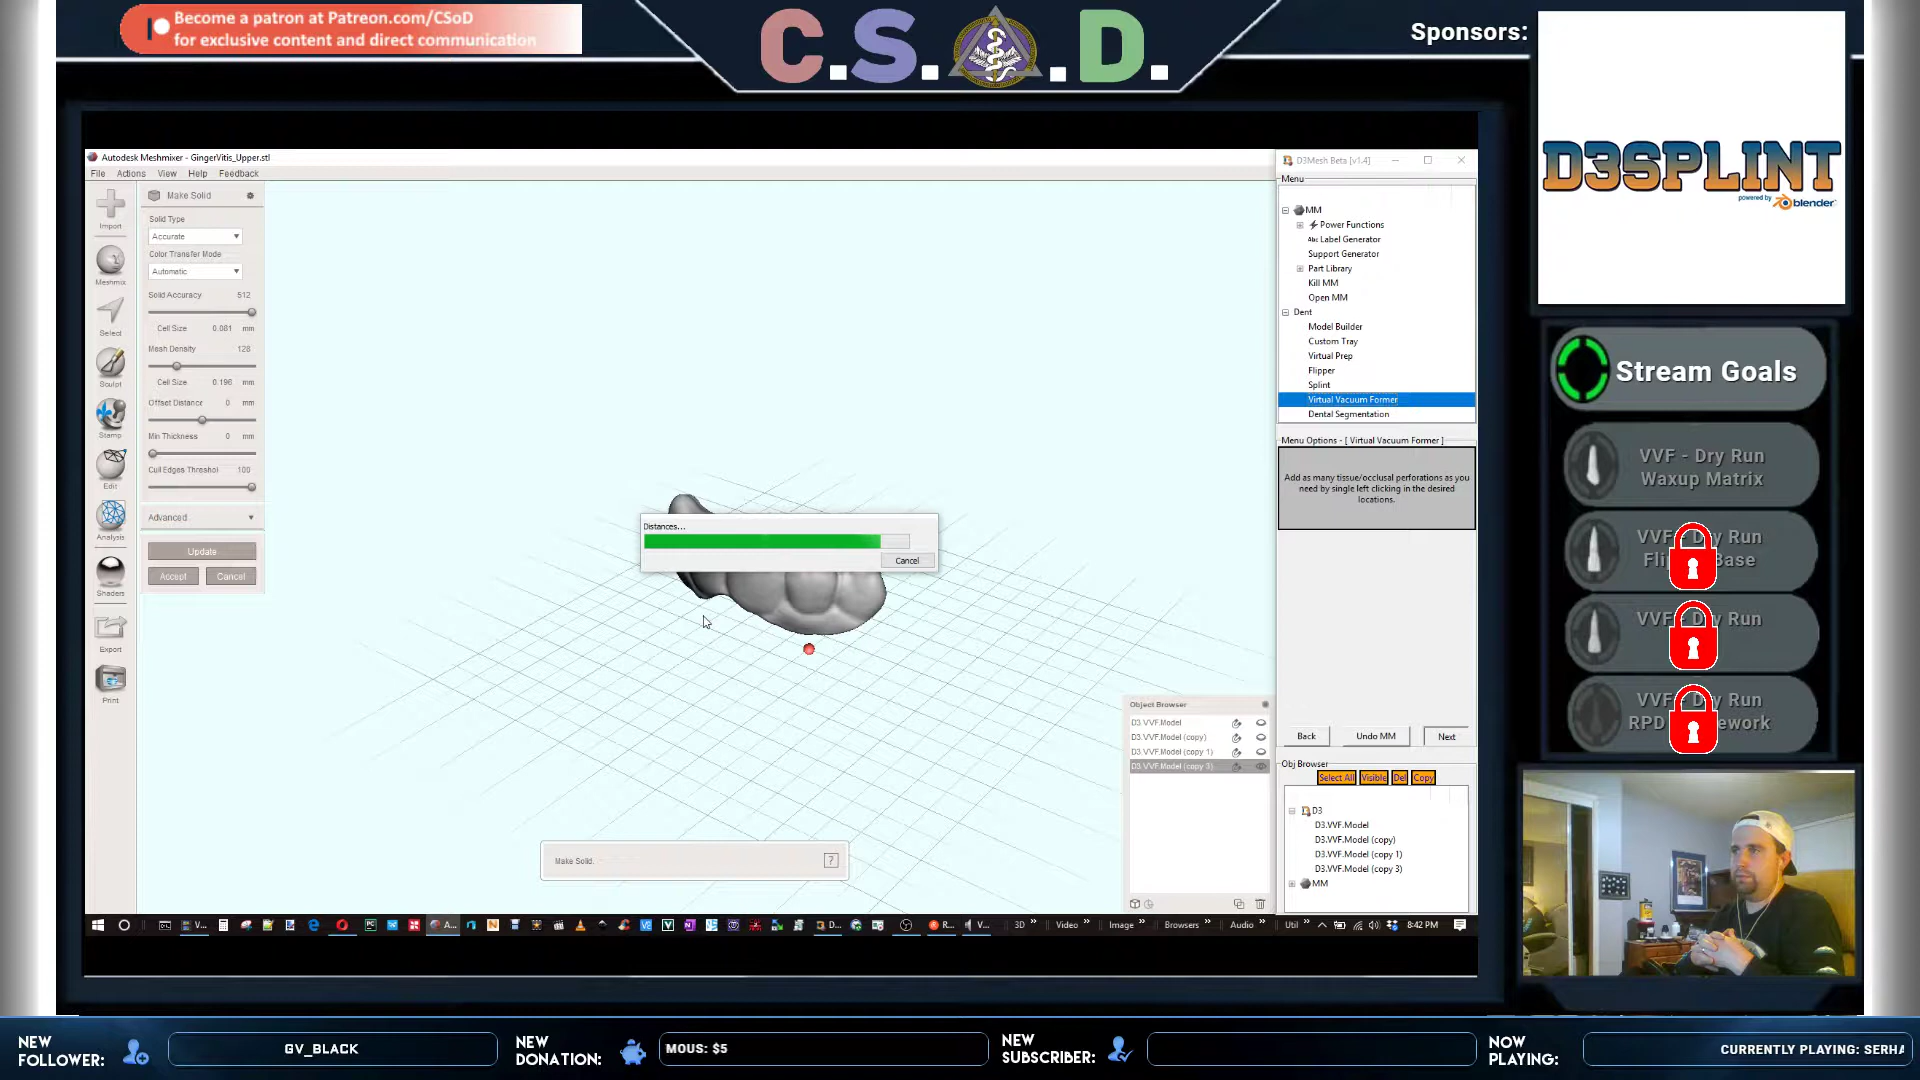 Become a patron at Patreon.com/CSoD
for exclusive content and direct communication
C.S.O.D.
Sponsors:
D3SPLINT
powered by blender
Autodesk Meshmixer - GingerVitis_Upper.stl
File Actions View Help Feedback
Import
Meshmix
Select
Sculpt
Stamp
Edit
Analysis
Shaders
Export
Print
Make Solid
Solid Type
Accurate
Color Transfer Mode
Automatic
Solid Accuracy 512
Cell Size 0.081 mm
Mesh Density 128
Cell Size 0.196 mm
Offset Distance 0 mm
Min Thickness 0 mm
Cull Edges Threshol 100
Advanced
Update
Accept Cancel
Distances...
Cancel
Make Solid. ?
Object Browser
D3.VVF.Model
D3.VVF.Model (copy)
D3.VVF.Model (copy 1)
D3.VVF.Model (copy 3)
D3Mesh Beta [v1.4]
Menu
MM
Power Functions
Abc Label Generator
Support Generator
Part Library
Kill MM
Open MM
Dent
Model Builder
Custom Tray
Virtual Prep
Flipper
Splint
Virtual Vacuum Former
Dental Segmentation
Menu Options - [ Virtual Vacuum Former ]
Add as many tissue/occlusal perforations as you
need by single left clicking in the desired
locations.
Back Undo MM Next
Obj Browser
Select All Visible Del Copy
D3
D3.VVF.Model
D3.VVF.Model (copy)
D3.VVF.Model (copy 1)
D3.VVF.Model (copy 3)
MM
V... A... D... R... V... 3D Video Image Browsers Audio Util 8:42 PM
Stream Goals
VVF - Dry Run
Waxup Matrix
VVF - Dry Run
Base
VVF - Dry Run
VVF - Dry Run
RPD
NEW
FOLLOWER:
GV_BLACK
NEW
DONATION:
MOUS: $5
NEW
SUBSCRIBER:
NOW
PLAYING:
CURRENTLY PLAYING: SERHA